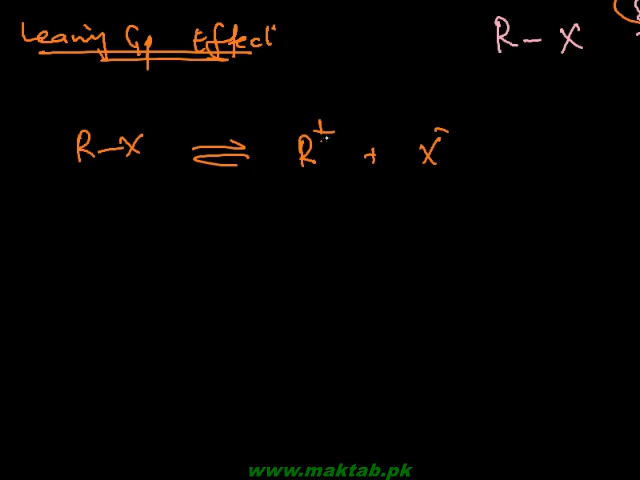 Leaving Gp Effect
R – X
R–X ⇌ R⁺ + X⁻
www.maktab.pk